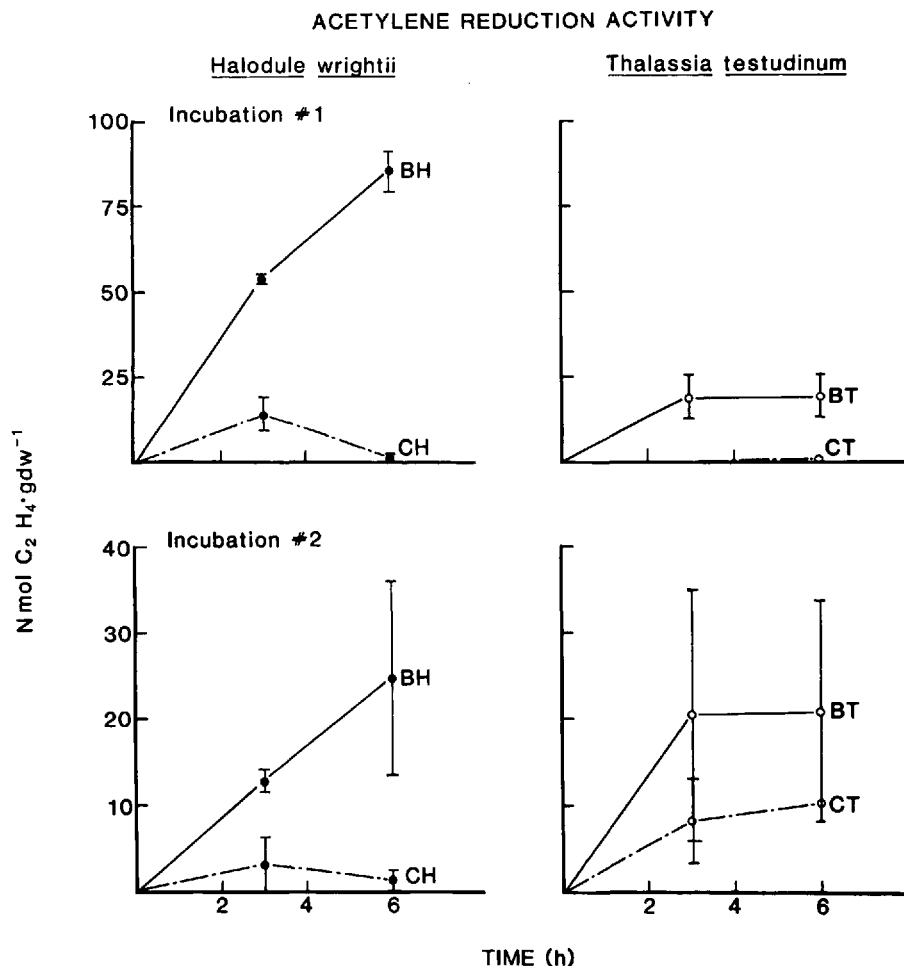 ACETYLENE REDUCTION ACTIVITY
Halodule wrightii
Thalassia testudinum
Incubation #1
100
75
50
25
BH
CH
BT
CT
Incubation #2
40
30
20
10
BH
CH
BT
CT
2 4 6
2 4 6
Nmol C₂ H₄·gdw⁻¹
TIME (h)